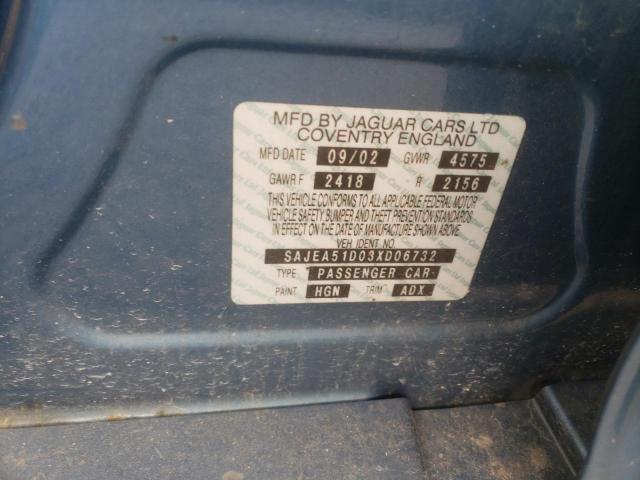 MFD BY JAGUAR CARS LTD
COVENTRY ENGLAND
MFD DATE 09/02 GVWR 4575
GAWR F 2418 R 2156
THIS VEHICLE CONFORMS TO ALL APPLICABLE FEDERAL MOTOR
VEHICLE SAFETY BUMPER AND THEFT PREVENTION STANDARDS
IN EFFECT ON THE DATE OF MANUFACTURE SHOWN ABOVE.
VEH IDENT NO.
SAJEA51D03XD06732
TYPE PASSENGER CAR
PAINT HGN TRIM ADX